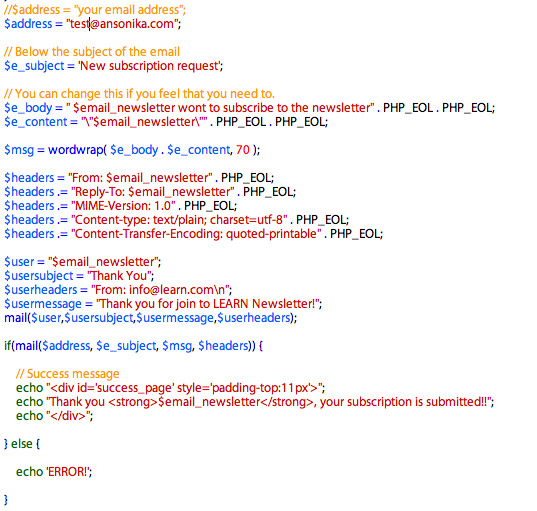 //$address = "your email address";
$address = "test@ansonika.com";
// Below the subject of the email
$e_subject = 'New subscription request';
// You can change this if you feel that you need to.
$e_body = " $email_newsletter wont to subscribe to the newsletter" . PHP_EOL . PHP_EOL;
$e_content = "\"$email_newsletter\"" . PHP_EOL . PHP_EOL;
$msg = wordwrap( $e_body . $e_content, 70 );
$headers = "From: $email_newsletter" . PHP_EOL;
$headers .= "Reply-To: $email_newsletter" . PHP_EOL;
$headers .= "MIME-Version: 1.0" . PHP_EOL;
$headers .= "Content-type: text/plain; charset=utf-8" . PHP_EOL;
$headers .= "Content-Transfer-Encoding: quoted-printable" . PHP_EOL;
$user = "$email_newsletter";
$usersubject = "Thank You";
$userheaders = "From: info@learn.com\n";
$usermessage = "Thank you for join to LEARN Newsletter!";
mail($user,$usersubject,$usermessage,$userheaders);
if(mail($address, $e_subject, $msg, $headers)) {
// Success message
echo "<div id='success_page' style='padding-top:11px'>";
echo "Thank you <strong>$email_newsletter</strong>, your subscription is submitted!!";
echo "</div>";
} else {
echo 'ERROR!';
}